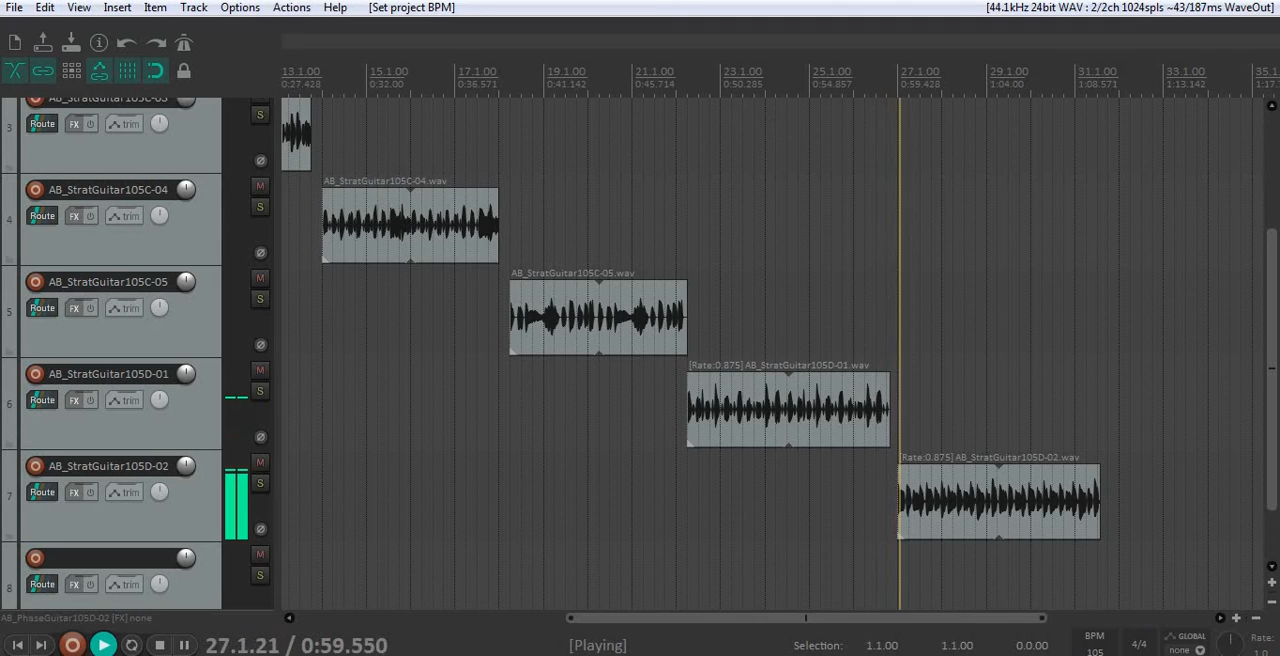 File Edit View Insert Item Track Options Actions Help [Set project BPM] [44.1kHz 24bit WAV : 2/2ch 1024spls ~43/187ms WaveOut]
13.1.00 15.1.00 17.1.00 19.1.00 21.1.00 23.1.00 25.1.00 27.1.00 29.1.00 31.1.00 33.1.00 35.1
0:27.428 0:32.00 0:36.571 0:41.142 0:45.714 0:50.285 0:54.857 0:59.428 1:04.00 1:08.571 1:13.142 1:17.
3 AB_StratGuitar105C-03 S
Route FX trim
AB_StratGuitar105C-04.wav
4 AB_StratGuitar105C-04 M
Route FX trim S
AB_StratGuitar105C-05.wav
5 AB_StratGuitar105C-05 M
Route FX trim S
[Rate:0.875] AB_StratGuitar105D-01.wav
6 AB_StratGuitar105D-01 M
Route FX trim S
[Rate:0.875] AB_StratGuitar105D-02.wav
7 AB_StratGuitar105D-02 M
Route FX trim S
8 M
Route FX trim S
AB_PhaseGuitar105D-02 [FX] none
27.1.21 / 0:59.550 [Playing] Selection: 1.1.00 1.1.00 0.0.00 BPM 105 4/4 GLOBAL none Rate: 1.0